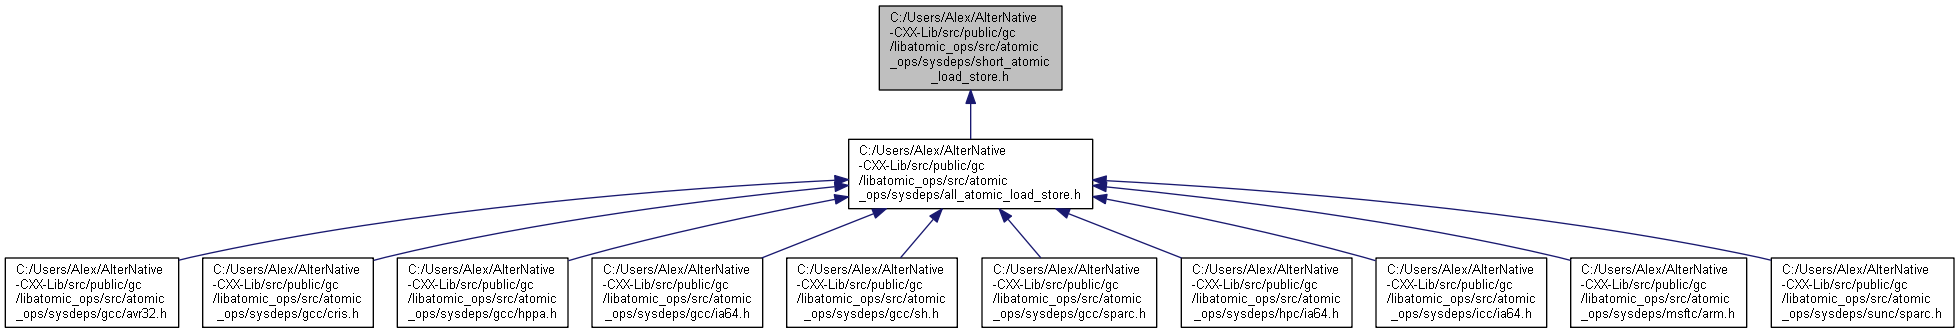 C:/Users/Alex/AlterNative
-CXX-Lib/src/public/gc
/libatomic_ops/src/atomic
_ops/sysdeps/short_atomic
_load_store.h
C:/Users/Alex/AlterNative
-CXX-Lib/src/public/gc
/libatomic_ops/src/atomic
_ops/sysdeps/all_atomic_load_store.h
C:/Users/Alex/AlterNative
-CXX-Lib/src/public/gc
/libatomic_ops/src/atomic
_ops/sysdeps/gcc/avr32.h
C:/Users/Alex/AlterNative
-CXX-Lib/src/public/gc
/libatomic_ops/src/atomic
_ops/sysdeps/gcc/cris.h
C:/Users/Alex/AlterNative
-CXX-Lib/src/public/gc
/libatomic_ops/src/atomic
_ops/sysdeps/gcc/hppa.h
C:/Users/Alex/AlterNative
-CXX-Lib/src/public/gc
/libatomic_ops/src/atomic
_ops/sysdeps/gcc/ia64.h
C:/Users/Alex/AlterNative
-CXX-Lib/src/public/gc
/libatomic_ops/src/atomic
_ops/sysdeps/gcc/sh.h
C:/Users/Alex/AlterNative
-CXX-Lib/src/public/gc
/libatomic_ops/src/atomic
_ops/sysdeps/gcc/sparc.h
C:/Users/Alex/AlterNative
-CXX-Lib/src/public/gc
/libatomic_ops/src/atomic
_ops/sysdeps/hpc/ia64.h
C:/Users/Alex/AlterNative
-CXX-Lib/src/public/gc
/libatomic_ops/src/atomic
_ops/sysdeps/icc/ia64.h
C:/Users/Alex/AlterNative
-CXX-Lib/src/public/gc
/libatomic_ops/src/atomic
_ops/sysdeps/msftc/arm.h
C:/Users/Alex/AlterNative
-CXX-Lib/src/public/gc
/libatomic_ops/src/atomic
_ops/sysdeps/sunc/sparc.h